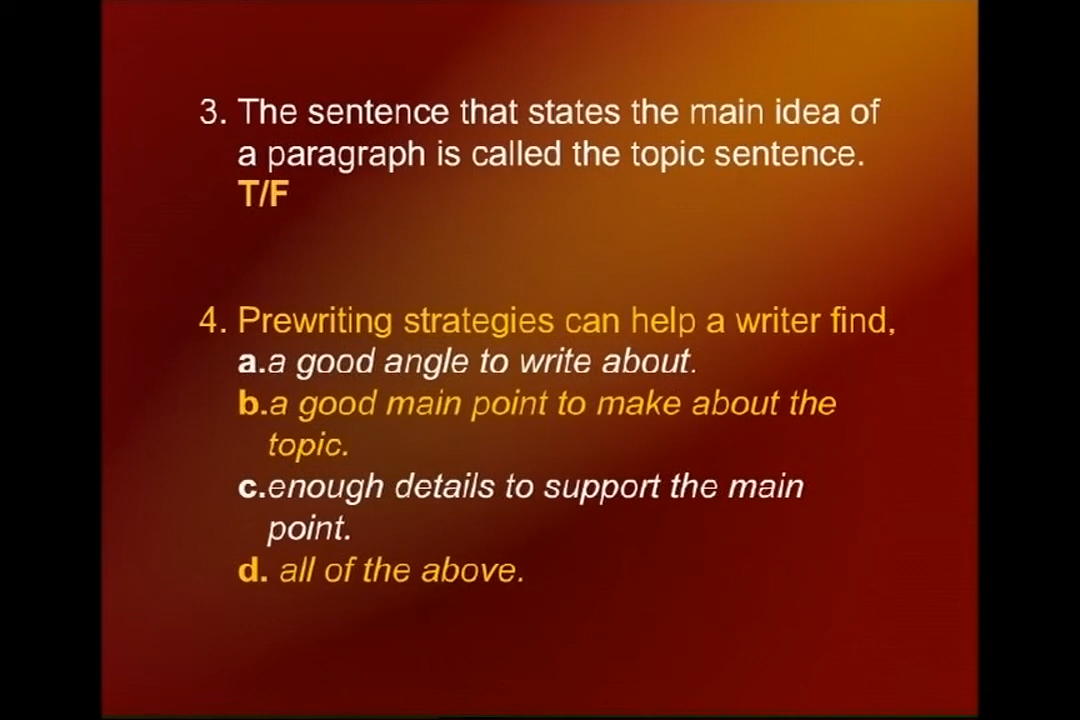 3. The sentence that states the main idea of
a paragraph is called the topic sentence.
T/F
4. Prewriting strategies can help a writer find,
a.a good angle to write about.
b.a good main point to make about the
topic.
c.enough details to support the main
point.
d. all of the above.